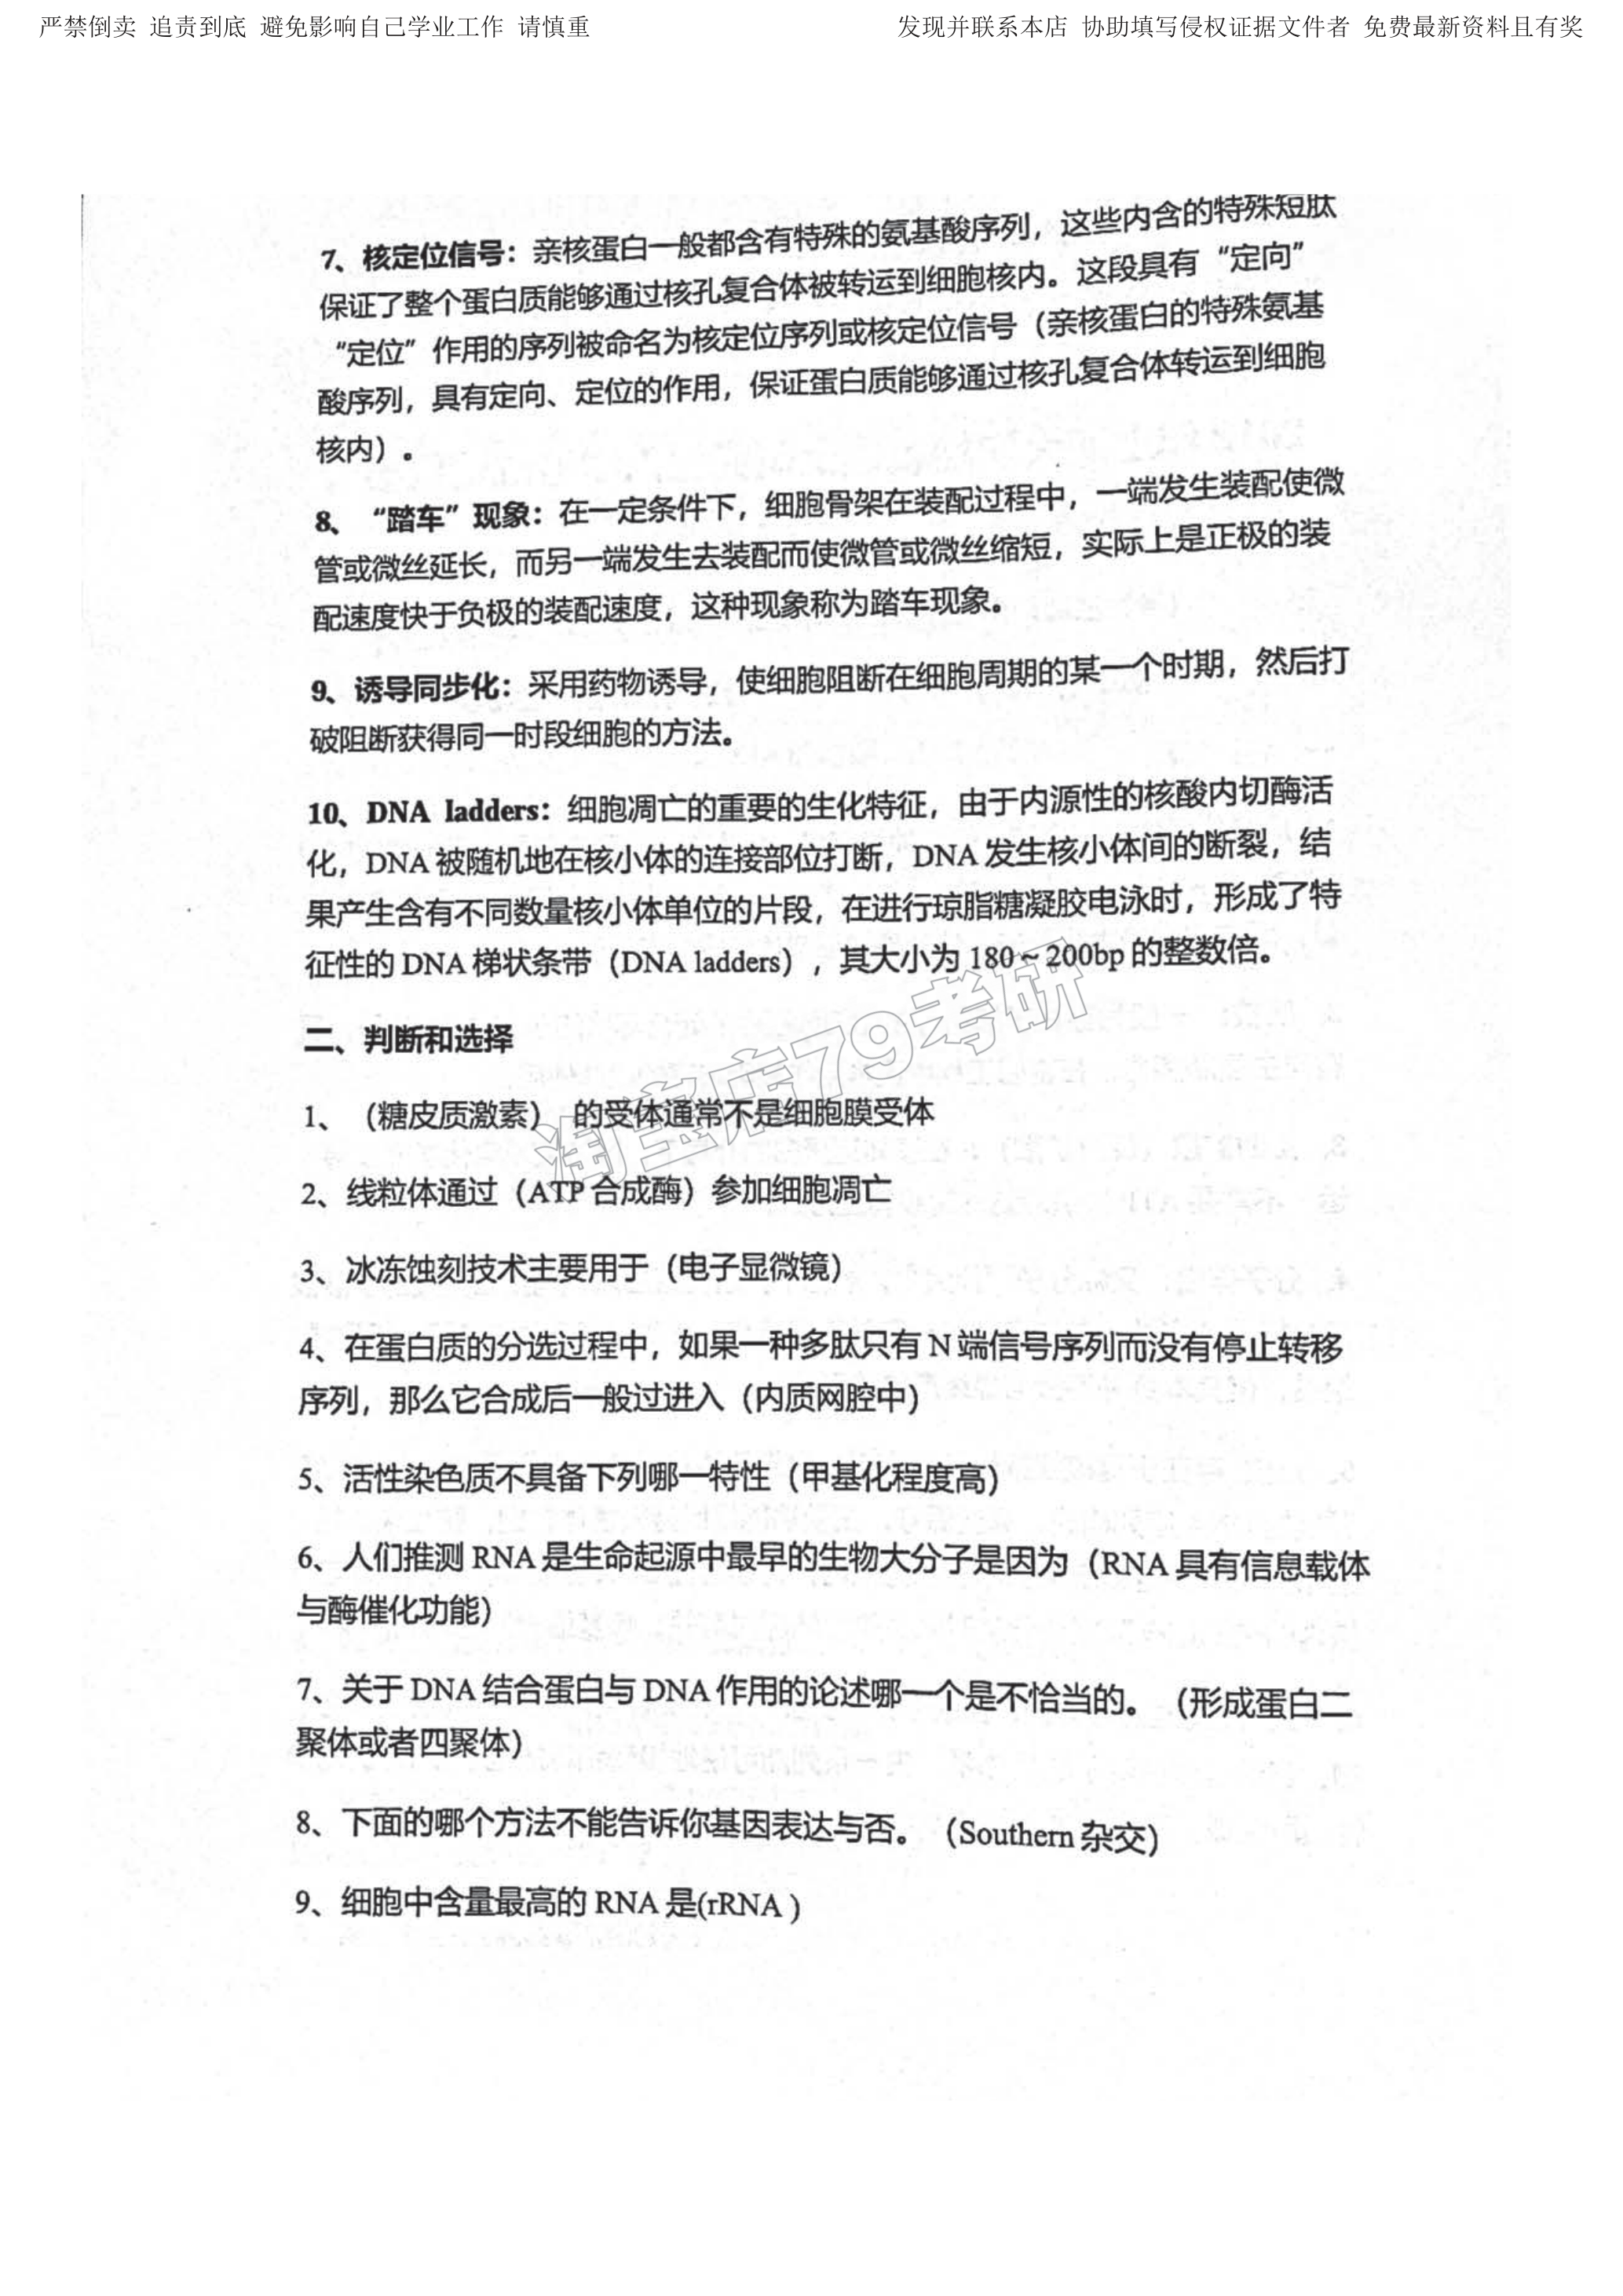 严禁倒卖 追责到底 避免影响自己学业工作 请慎重
发现并联系本店 协助填写侵权证据文件者 免费最新资料且有奖
7、核定位信号：亲核蛋白一般都含有特殊的氨基酸序列，这些内含的特殊短肽
保证了整个蛋白质能够通过核孔复合体被转运到细胞核内。这段具有“定向”
“定位”作用的序列被命名为核定位序列或核定位信号（亲核蛋白的特殊氨基
酸序列，具有定向、定位的作用，保证蛋白质能够通过核孔复合体转运到细胞
核内）。
8、“踏车”现象：在一定条件下，细胞骨架在装配过程中，一端发生装配使微
管或微丝延长，而另一端发生去装配而使微管或微丝缩短，实际上是正极的装
配速度快于负极的装配速度，这种现象称为踏车现象。
9、诱导同步化：采用药物诱导，使细胞阻断在细胞周期的某一个时期，然后打
破阻断获得同一时段细胞的方法。
10、DNA ladders：细胞凋亡的重要的生化特征，由于内源性的核酸内切酶活
化，DNA 被随机地在核小体的连接部位打断，DNA 发生核小体间的断裂，结
果产生含有不同数量核小体单位的片段，在进行琼脂糖凝胶电泳时，形成了特
征性的 DNA 梯状条带（DNA ladders），其大小为 180～200bp 的整数倍。
淘宝店79考研
二、判断和选择
1、（糖皮质激素） 的受体通常不是细胞膜受体
2、线粒体通过（ATP 合成酶）参加细胞凋亡
3、冰冻蚀刻技术主要用于（电子显微镜）
4、在蛋白质的分选过程中，如果一种多肽只有 N 端信号序列而没有停止转移
序列，那么它合成后一般过进入（内质网腔中）
5、活性染色质不具备下列哪一特性（甲基化程度高）
6、人们推测 RNA 是生命起源中最早的生物大分子是因为（RNA 具有信息载体
与酶催化功能）
7、关于 DNA 结合蛋白与 DNA 作用的论述哪一个是不恰当的。（形成蛋白二
聚体或者四聚体）
8、下面的哪个方法不能告诉你基因表达与否。（Southern 杂交）
9、细胞中含量最高的 RNA 是(rRNA )